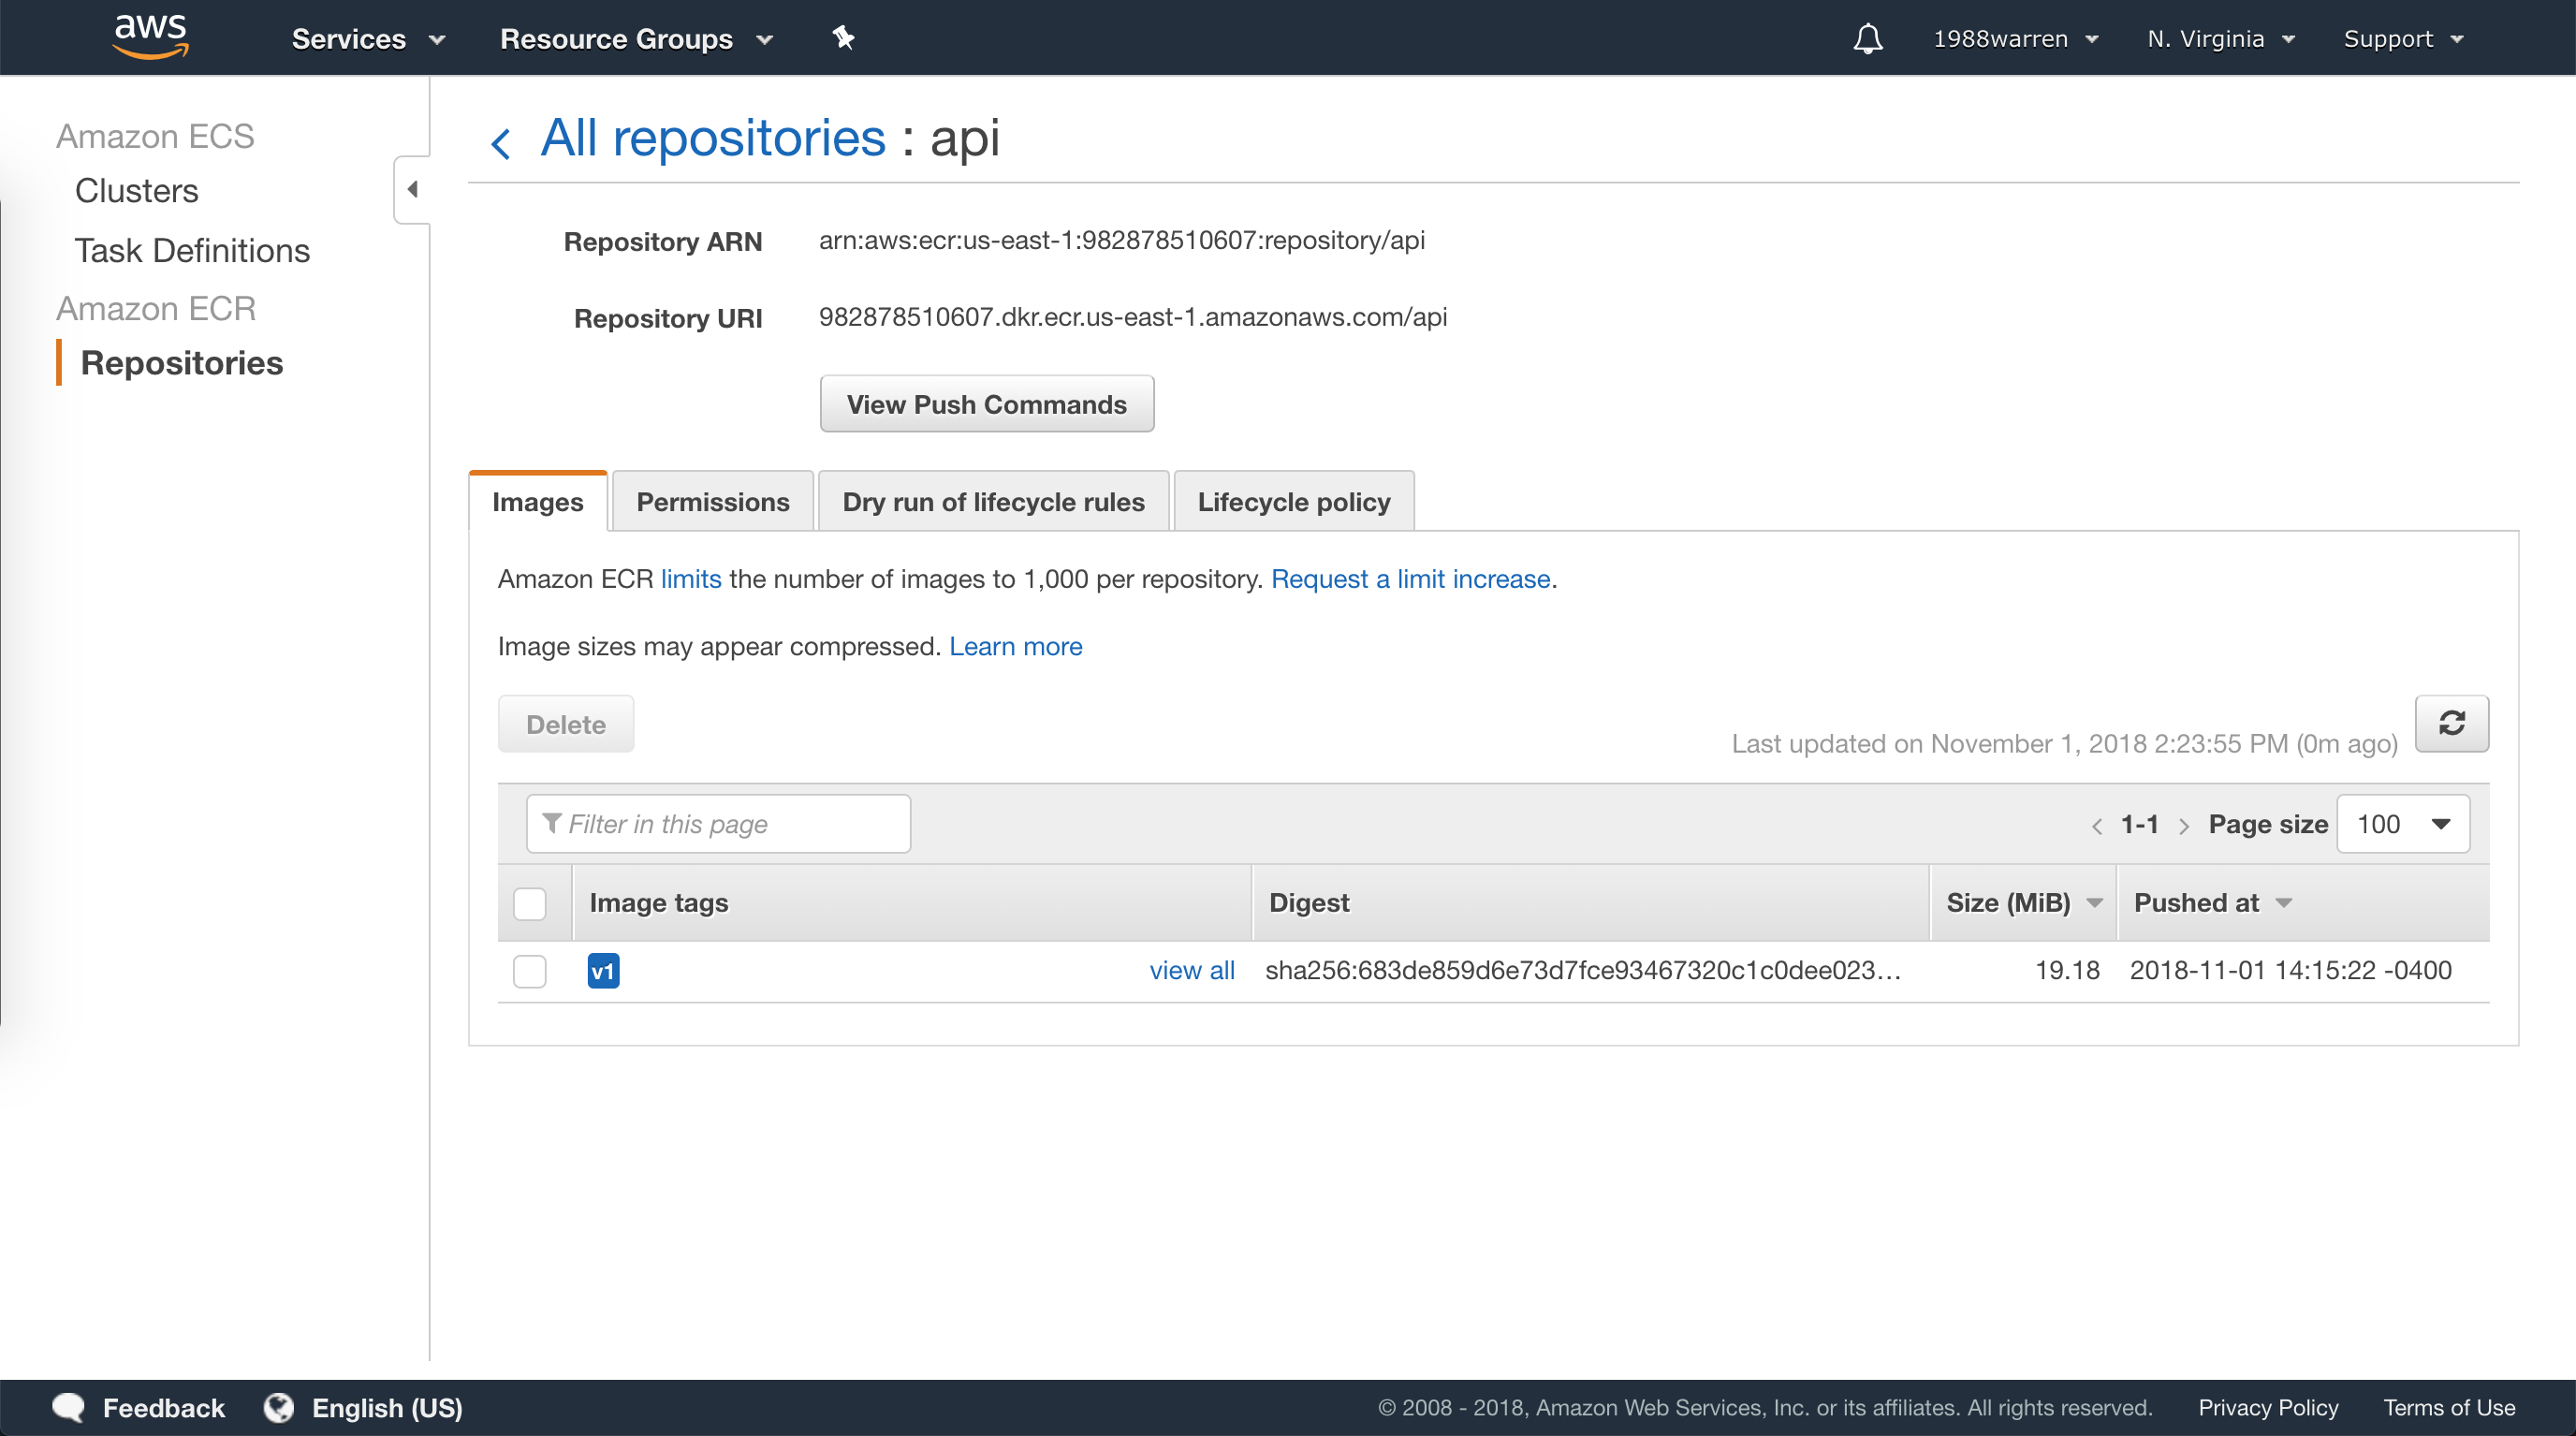 aws Services Resource Groups 1988warren N. Virginia Support
Amazon ECS
Clusters
Task Definitions
Amazon ECR
Repositories
All repositories : api
Repository ARN arn:aws:ecr:us-east-1:982878510607:repository/api
Repository URI 982878510607.dkr.ecr.us-east-1.amazonaws.com/api
View Push Commands
Images Permissions Dry run of lifecycle rules Lifecycle policy
Amazon ECR limits the number of images to 1,000 per repository. Request a limit increase.
Image sizes may appear compressed. Learn more
Delete
Last updated on November 1, 2018 2:23:55 PM (0m ago)
Filter in this page 1-1 Page size 100
Image tags Digest Size (MiB) Pushed at
v1 view all sha256:683de859d6e73d7fce93467320c1c0dee023... 19.18 2018-11-01 14:15:22 -0400
Feedback English (US) © 2008 - 2018, Amazon Web Services, Inc. or its affiliates. All rights reserved. Privacy Policy Terms of Use